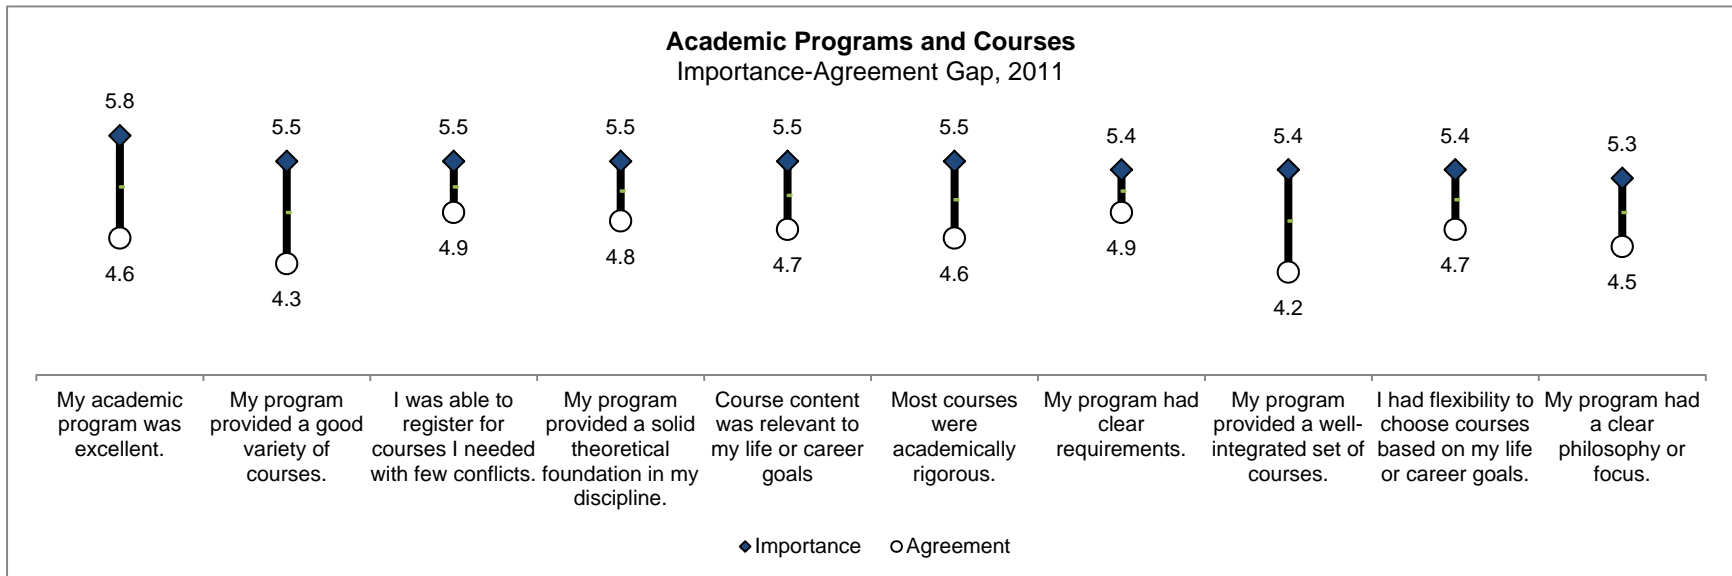 Academic Programs and Courses
Importance-Agreement Gap, 2011
5.8
5.5
5.5
5.5
5.5
5.5
5.4
5.4
5.4
5.3
4.6
4.3
4.9
4.8
4.7
4.6
4.9
4.2
4.7
4.5
My academic
program was
excellent.
My program
provided a good
variety of
courses.
I was able to
register for
courses I needed
with few conflicts.
My program
provided a solid
theoretical
foundation in my
discipline.
Course content
was relevant to
my life or career
goals
Most courses
were
academically
rigorous.
My program had
clear
requirements.
My program
provided a well-
integrated set of
courses.
I had flexibility to
choose courses
based on my life
or career goals.
My program had
a clear
philosophy or
focus.
Importance
Agreement